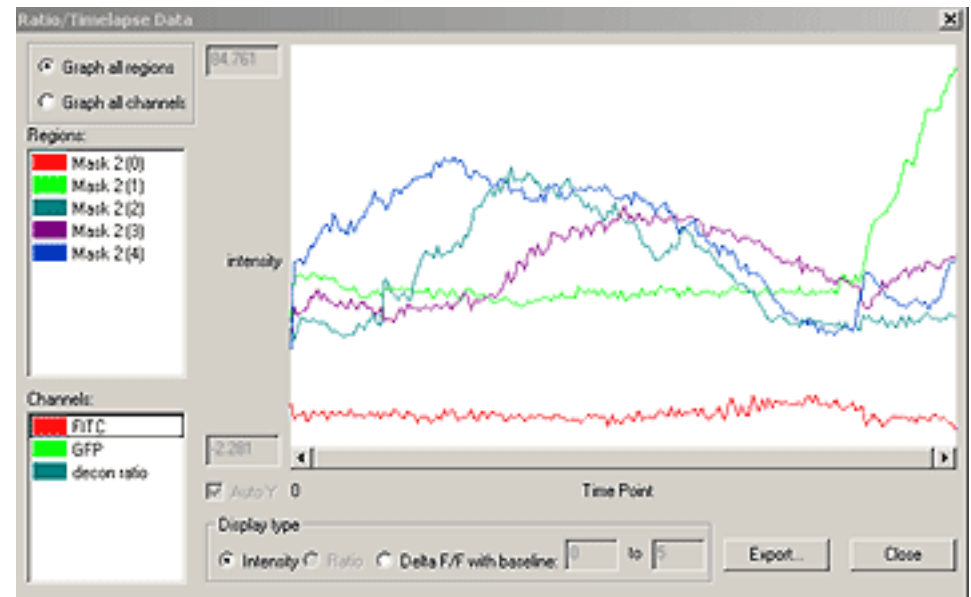 Ratio/Timelapse Data
Graph all regions
Graph all channels
84.761
Regions:
Mask 2 (0)
Mask 2 (1)
Mask 2 (2)
Mask 2 (3)
Mask 2 (4)
intensity
Channels:
FITC
GFP
decon ratio
-2.281
Auto Y
0
Time Point
Display type
Intensity
Ratio
Delta F/F with baseline:
0
to
5
Export...
Close